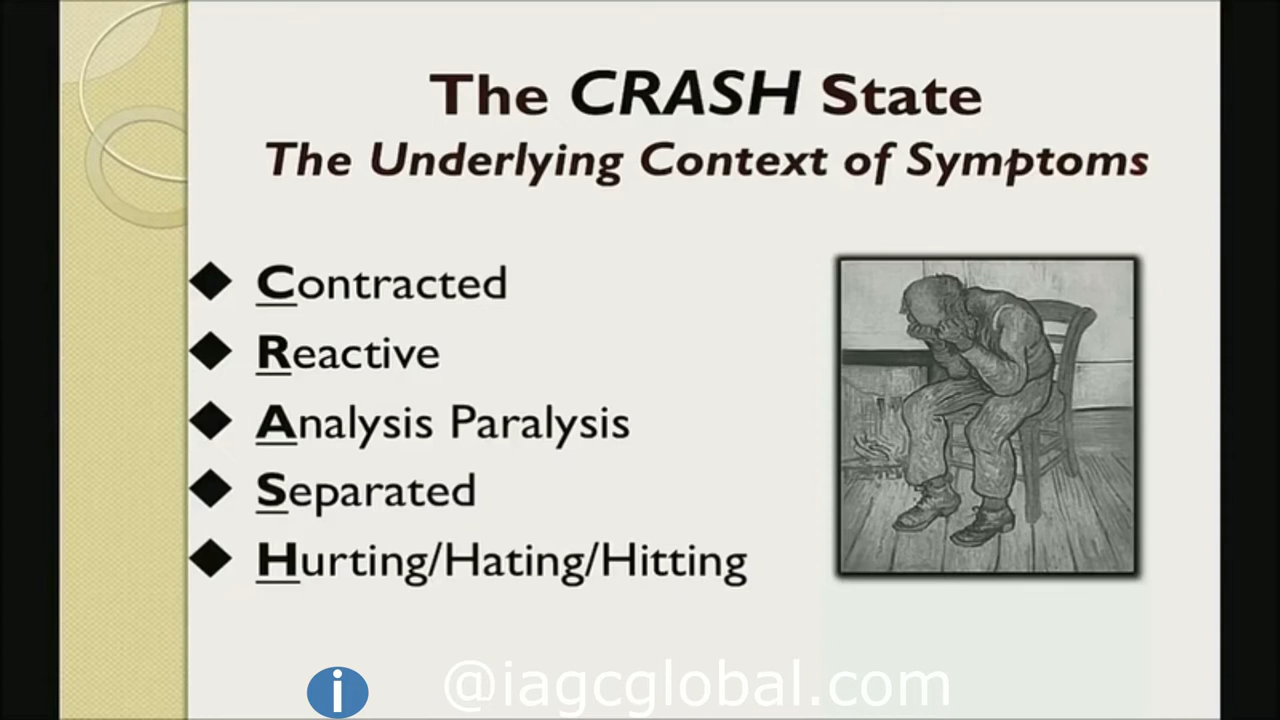 The CRASH State
The Underlying Context of Symptoms
Contracted
Reactive
Analysis Paralysis
Separated
Hurting/Hating/Hitting
i @iagcglobal.com